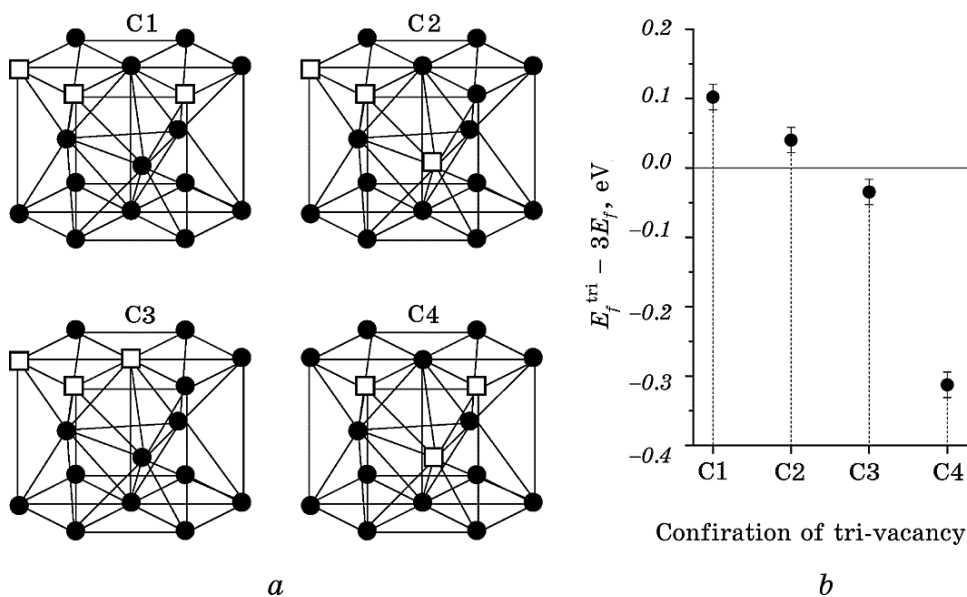 C1
C2
C3
C4
a
0.2
0.1
0.0
−0.1
−0.2
−0.3
−0.4
E_f^tri − 3E_f, eV
C1 C2 C3 C4
Confiration of tri-vacancy
b